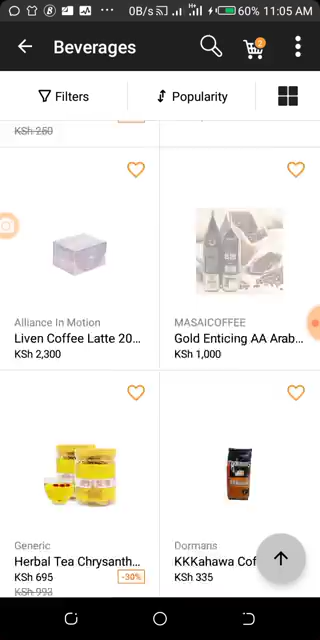 0B/s 60% 11:05 AM
Beverages
2
Filters
Popularity
KSh 250
Alliance In Motion
Liven Coffee Latte 20...
KSh 2,300
MASAICOFFEE
Gold Enticing AA Arab...
KSh 1,000
Generic
Herbal Tea Chrysanth...
KSh 695
-30%
KSh 993
Dormans
KKKahawa Cof
KSh 335